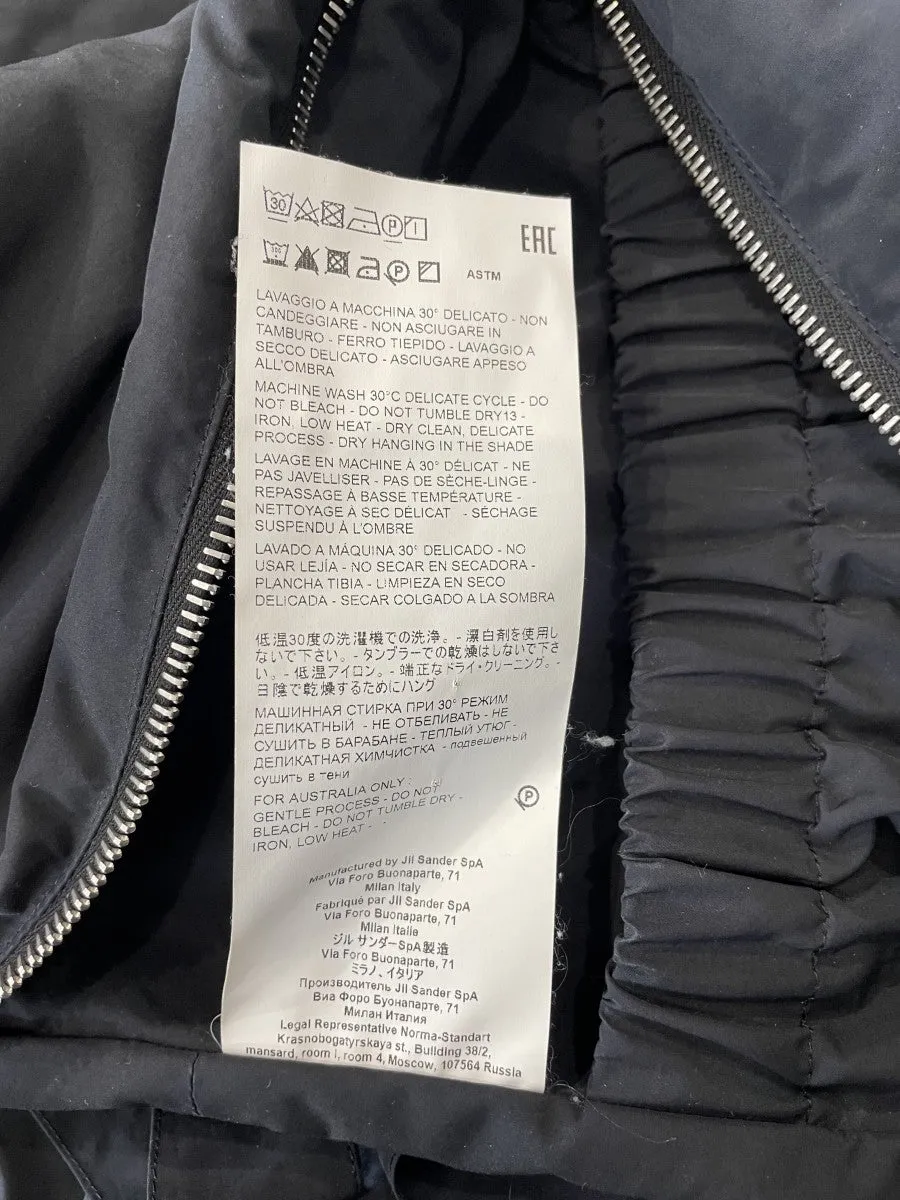 30 P
EAC
P
ASTM
LAVAGGIO A MACCHINA 30° DELICATO - NON
CANDEGGIARE - NON ASCIUGARE IN
TAMBURO - FERRO TIEPIDO - LAVAGGIO A
SECCO DELICATO - ASCIUGARE APPESO
ALL'OMBRA
MACHINE WASH 30°C DELICATE CYCLE - DO
NOT BLEACH - DO NOT TUMBLE DRY13 -
IRON, LOW HEAT - DRY CLEAN, DELICATE
PROCESS - DRY HANGING IN THE SHADE
LAVAGE EN MACHINE À 30° DÉLICAT - NE
PAS JAVELLISER - PAS DE SÈCHE-LINGE -
REPASSAGE À BASSE TEMPÉRATURE -
NETTOYAGE À SEC DÉLICAT - SÉCHAGE
SUSPENDU À L'OMBRE
LAVADO A MÁQUINA 30° DELICADO - NO
USAR LEJÍA - NO SECAR EN SECADORA -
PLANCHA TIBIA - LIMPIEZA EN SECO
DELICADA - SECAR COLGADO A LA SOMBRA
低温30度の洗濯機での洗浄。- 漂白剤を使用し
ないで下さい。- タンブラーでの乾燥はしないで下さ
い。- 低温アイロン。- 端正なドライ・クリーニング。-
日陰で乾燥するためにハング
МАШИННАЯ СТИРКА ПРИ 30° РЕЖИМ
ДЕЛИКАТНЫЙ - НЕ ОТБЕЛИВАТЬ - НЕ
СУШИТЬ В БАРАБАНЕ - ТЕПЛЫЙ УТЮГ -
ДЕЛИКАТНАЯ ХИМЧИСТКА - подвешенный
сушить в тени
FOR AUSTRALIA ONLY :
GENTLE PROCESS - DO NOT
BLEACH - DO NOT TUMBLE DRY -
IRON, LOW HEAT -
P
Manufactured by Jil Sander SpA
Via Foro Buonaparte, 71
Milan Italy
Fabriqué par Jil Sander SpA
Via Foro Buonaparte, 71
Milan Italie
ジル サンダーSpA製造
Via Foro Buonaparte, 71
ミラノ、イタリア
Производитель Jil Sander SpA
Виа Форо Буонапарте, 71
Милан Италия
Legal Representative Norma-Standart
Krasnobogatyrskaya st., Building 38/2,
mansard, room I, room 4, Moscow, 107564 Russia